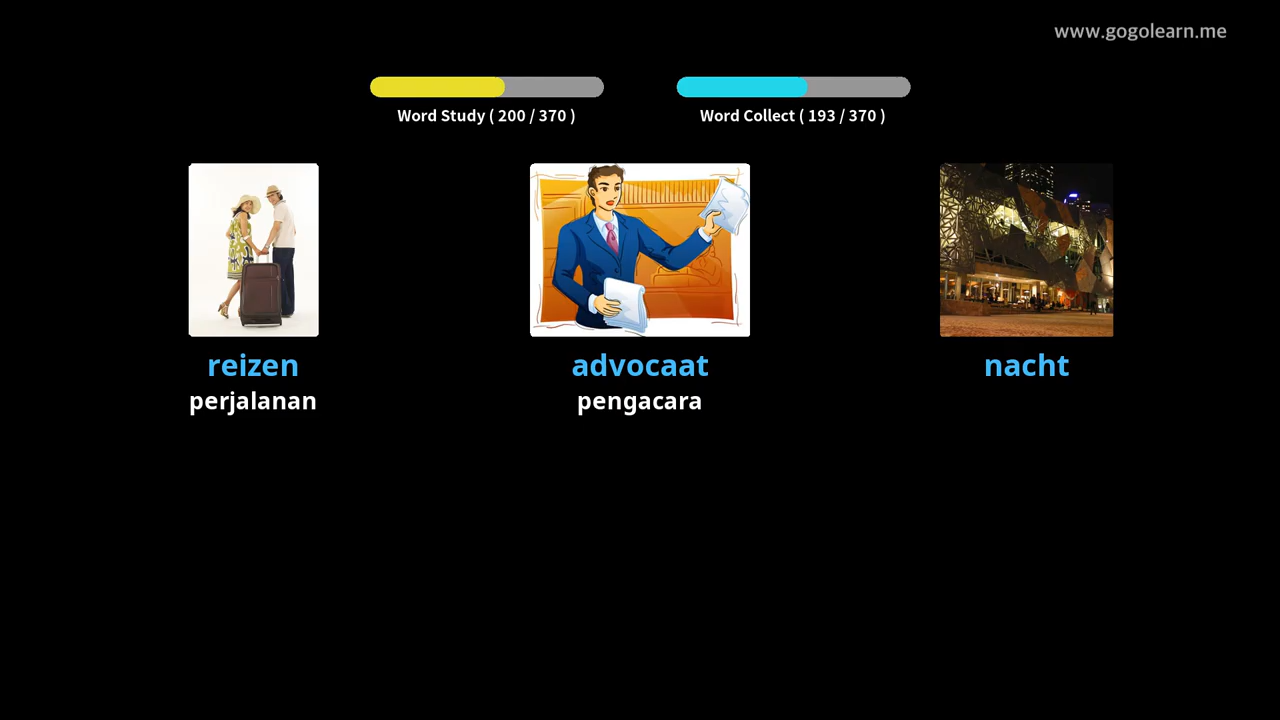 www.gogolearn.me
Word Study ( 200 / 370 )
Word Collect ( 193 / 370 )
reizen
perjalanan
advocaat
pengacara
nacht